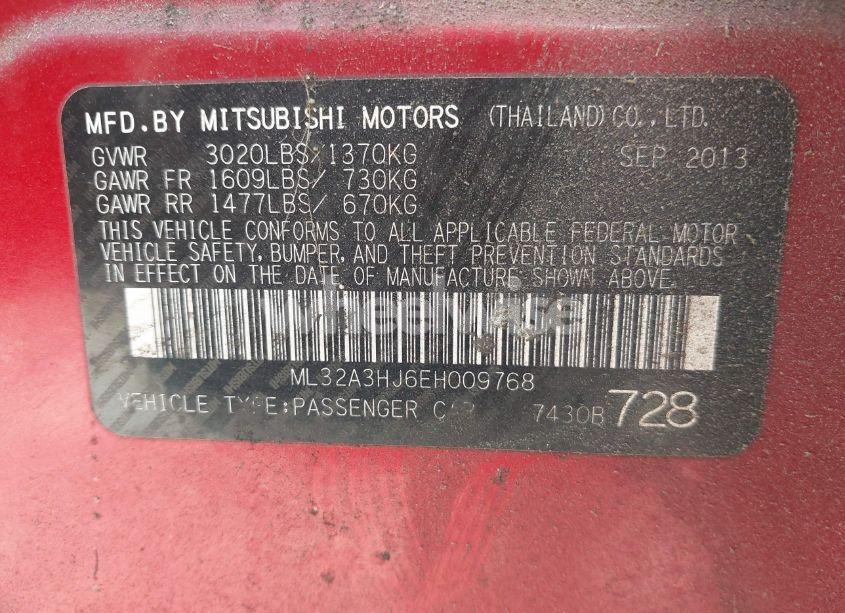 MFD.BY MITSUBISHI MOTORS (THAILAND) CO., LTD.
GVWR 3020LBS/1370KG SEP 2013
GAWR FR 1609LBS/ 730KG
GAWR RR 1477LBS/ 670KG
THIS VEHICLE CONFORMS TO ALL APPLICABLE FEDERAL MOTOR
VEHICLE SAFETY, BUMPER, AND THEFT PREVENTION STANDARDS
IN EFFECT ON THE DATE OF MANUFACTURE SHOWN ABOVE.
wheelwise
ML32A3HJ6EH009768
VEHICLE TYPE:PASSENGER CAR 7430B 728